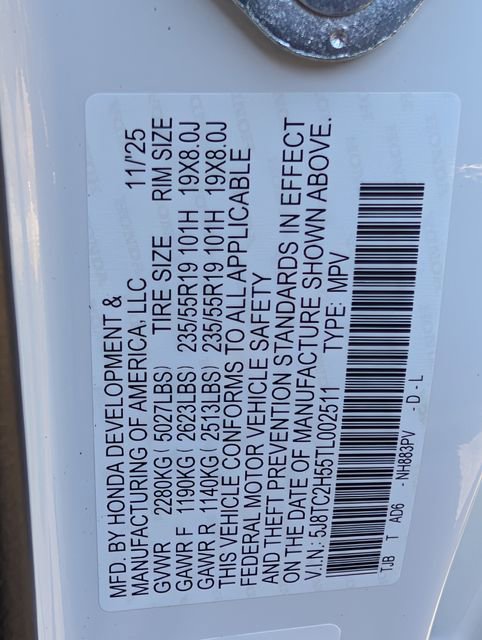 MFD. BY HONDA DEVELOPMENT &
MANUFACTURING OF AMERICA, LLC 11/'25
GVWR 2280KG ( 5027LBS) TIRE SIZE RIM SIZE
GAWR F 1190KG ( 2623LBS) 235/55R19 101H 19X8.0J
GAWR R 1140KG ( 2513LBS) 235/55R19 101H 19X8.0J
THIS VEHICLE CONFORMS TO ALL APPLICABLE
FEDERAL MOTOR VEHICLE SAFETY
AND THEFT PREVENTION STANDARDS IN EFFECT
ON THE DATE OF MANUFACTURE SHOWN ABOVE.
V.I.N.: 5J8TC2H55TL002511 TYPE: MPV
TJB T AD6 -NH883PV -D-L